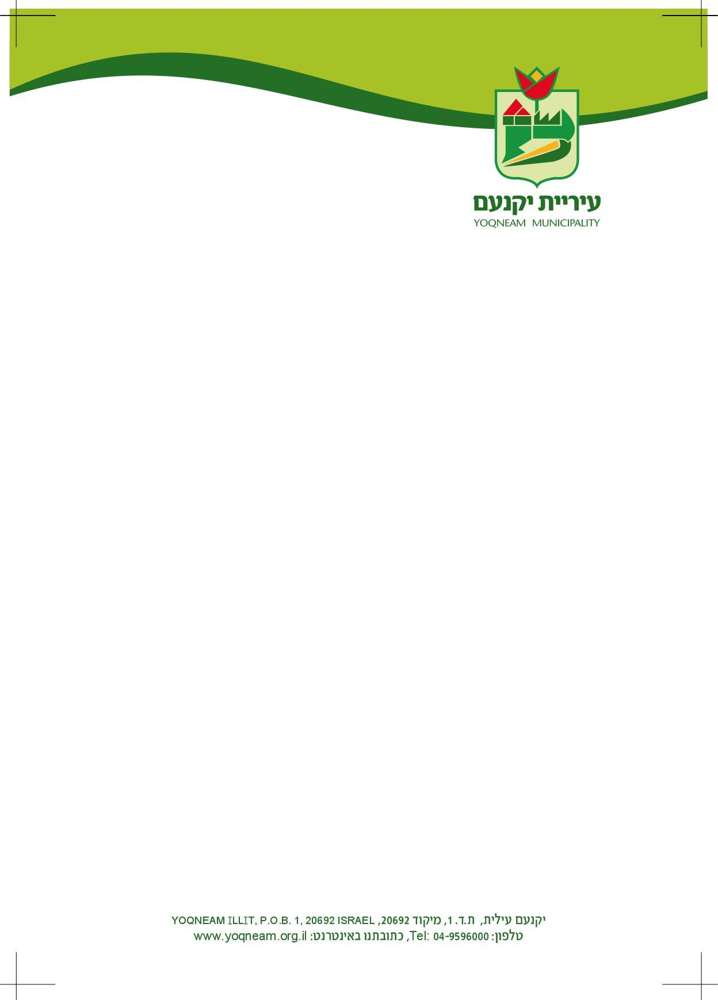 עיריית יקנעם
YOQNEAM MUNICIPALITY
יקנעם עילית, ת.ד. 1, מיקוד 20692, YOQNEAM ILLIT, P.O.B. 1, 20692 ISRAEL
טלפון: Tel: 04-9596000, כתובתנו באינטרנט: www.yoqneam.org.il